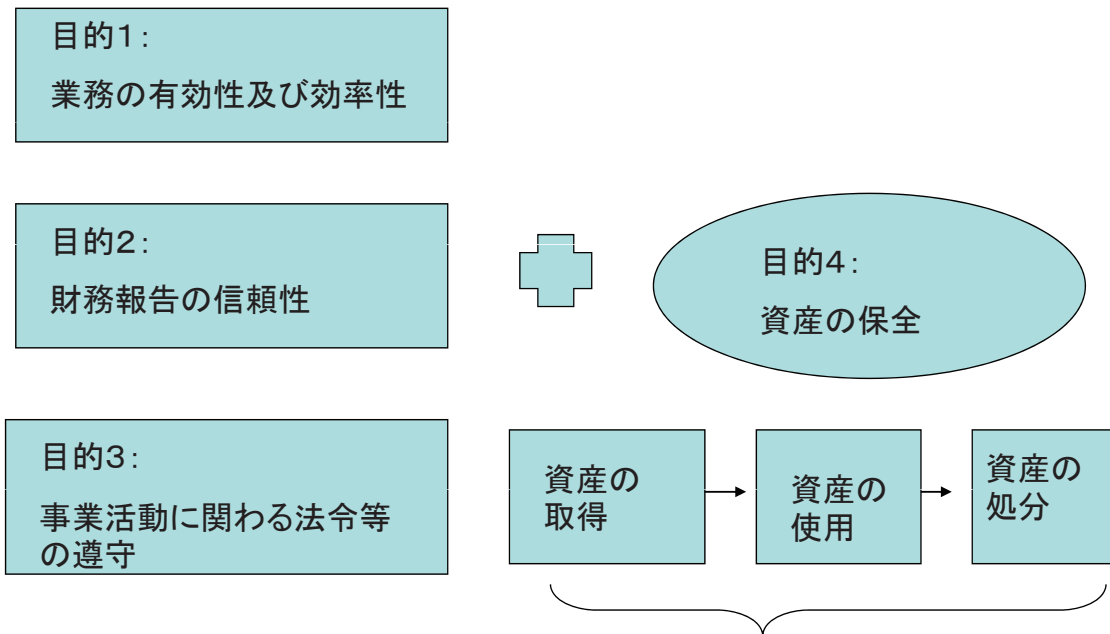 目的1:
業務の有効性及び効率性
目的2:
財務報告の信頼性
目的4:
資産の保全
目的3:
事業活動に関わる法令等
の遵守
資産の
取得
資産の
使用
資産の
処分